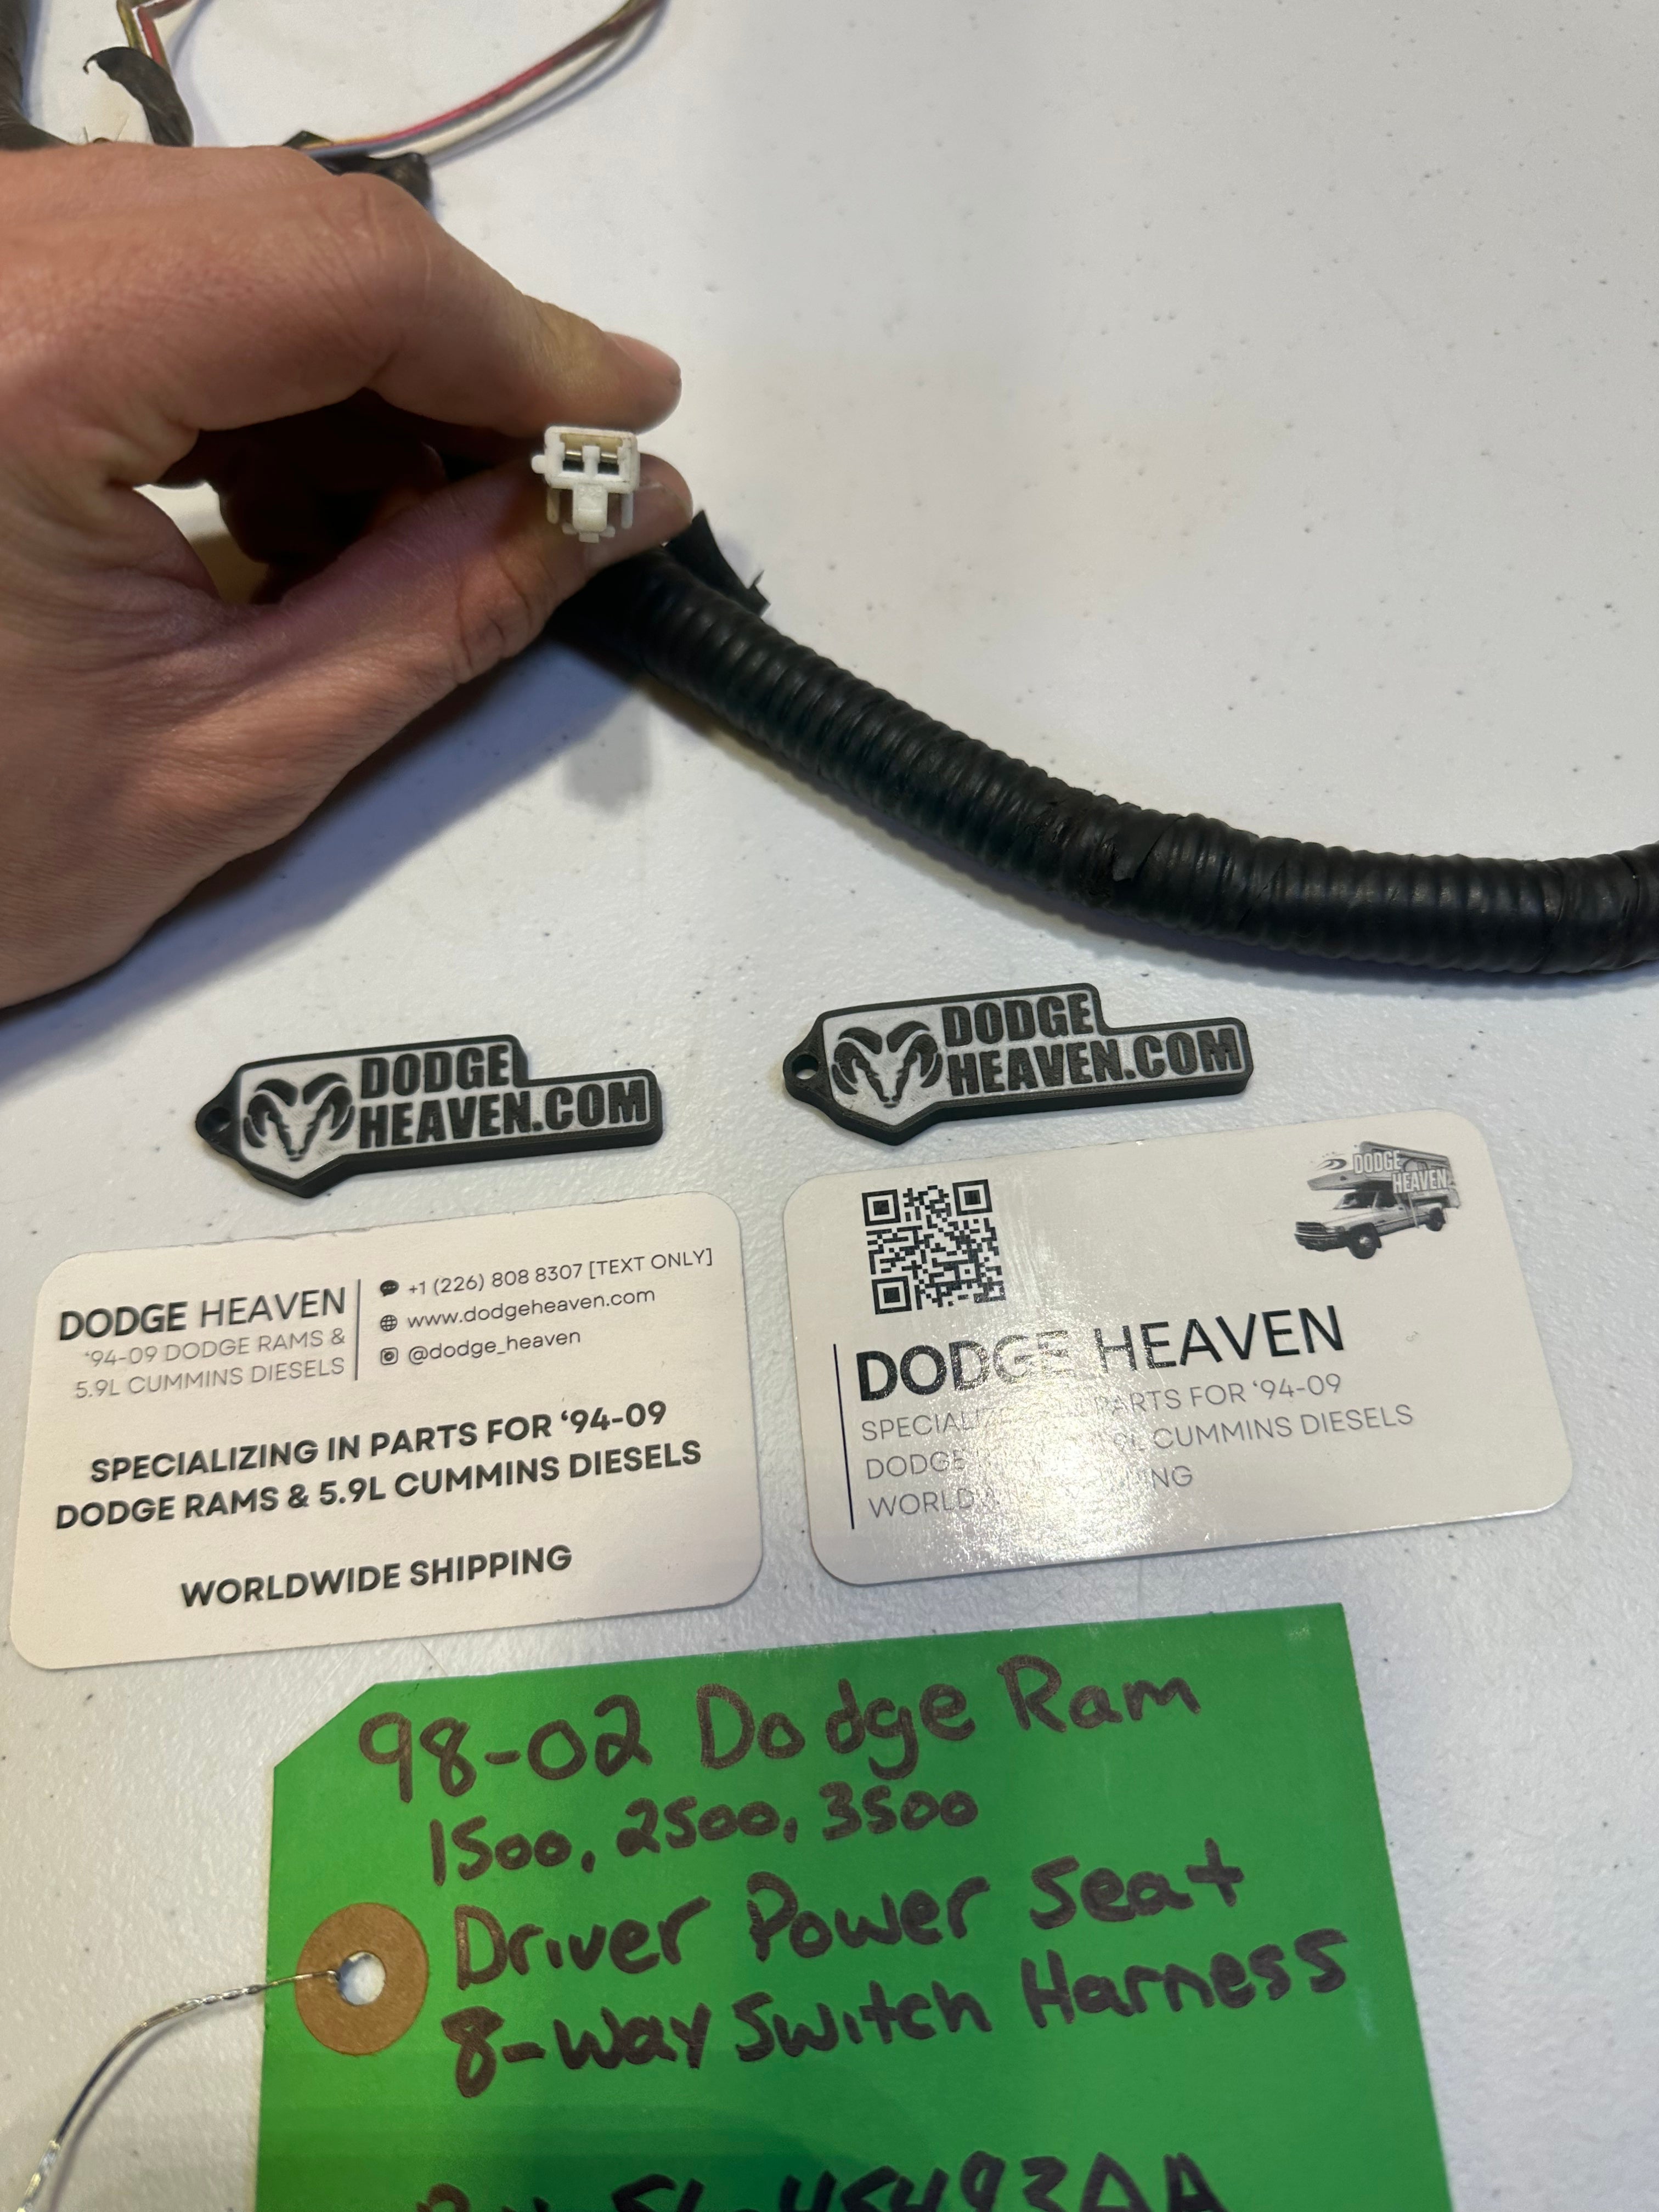 DODGE
HEAVEN.COM
DODGE
HEAVEN.COM
DODGE HEAVEN
'94-09 DODGE RAMS &
5.9L CUMMINS DIESELS
+1 (226) 808 8307 [TEXT ONLY]
www.dodgeheaven.com
@dodge_heaven
SPECIALIZING IN PARTS FOR '94-09
DODGE RAMS & 5.9L CUMMINS DIESELS
WORLDWIDE SHIPPING
DODGE
HEAVEN
DODGE HEAVEN
PARTS FOR '94-09
DODGE CUMMINS DIESELS
98-02 Dodge Ram
1500, 2500, 3500
Driver Power Seat
8-Way Switch Harness